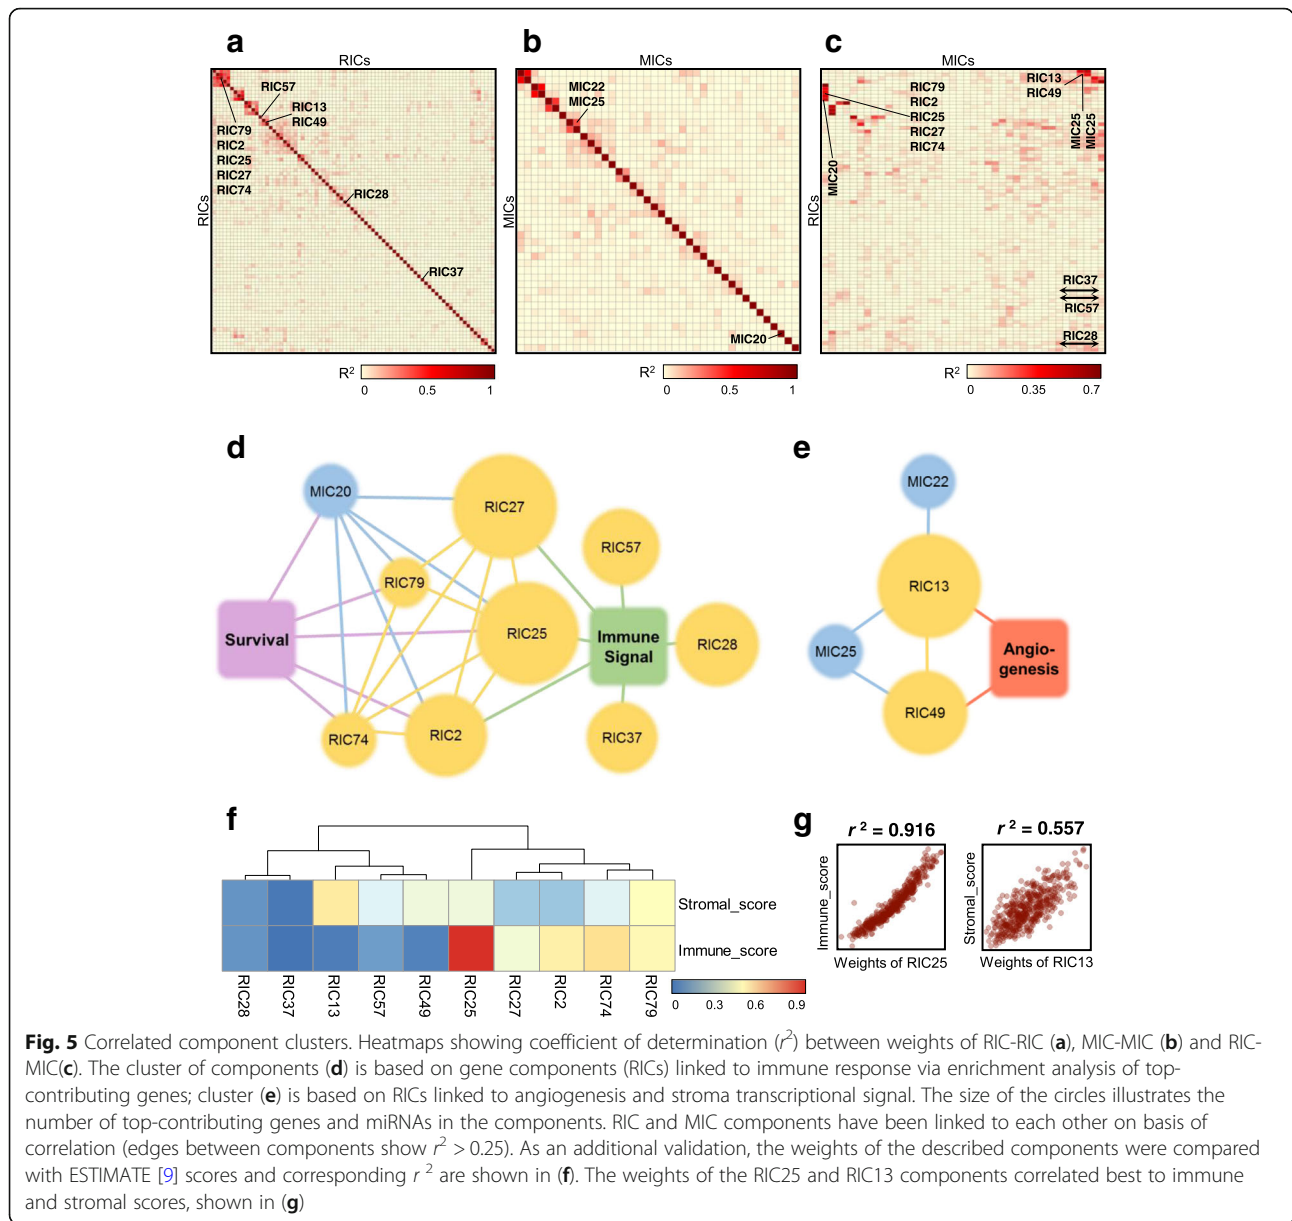 a
RICs
RICs
RIC57
RIC13
RIC49
RIC79
RIC2
RIC25
RIC27
RIC74
RIC28
RIC37
R2
0 0.5 1
b
MICs
MICs
MIC22
MIC25
MIC20
R2
0 0.5 1
c
MICs
RICs
RIC79
RIC2
RIC25
RIC27
RIC74
MIC20
RIC13
RIC49
MIC25
MIC25
RIC37
RIC57
RIC28
R2
0 0.35 0.7
d
MIC20
RIC27
RIC57
RIC79
Survival
RIC25
Immune
Signal
RIC28
RIC74
RIC2
RIC37
e
MIC22
RIC13
MIC25
Angio-
genesis
RIC49
f
Stromal_score
Immune_score
RIC28
RIC37
RIC13
RIC57
RIC49
RIC25
RIC27
RIC2
RIC74
RIC79
0 0.3 0.6 0.9
g
r 2 = 0.916
Immune_score
Weights of RIC25
r 2 = 0.557
Stromal_score
Weights of RIC13
Fig. 5 Correlated component clusters. Heatmaps showing coefficient of determination (r2) between weights of RIC-RIC (a), MIC-MIC (b) and RIC-
MIC(c). The cluster of components (d) is based on gene components (RICs) linked to immune response via enrichment analysis of top-
contributing genes; cluster (e) is based on RICs linked to angiogenesis and stroma transcriptional signal. The size of the circles illustrates the
number of top-contributing genes and miRNAs in the components. RIC and MIC components have been linked to each other on basis of
correlation (edges between components show r2 > 0.25). As an additional validation, the weights of the described components were compared
with ESTIMATE [9] scores and corresponding r 2 are shown in (f). The weights of the RIC25 and RIC13 components correlated best to immune
and stromal scores, shown in (g)